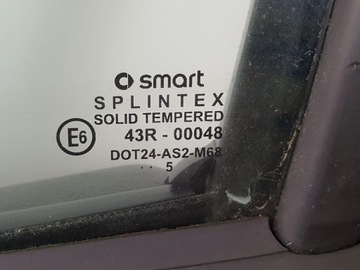 smart
SPLINTEX
SOLID TEMPERED
E6 43R - 00048
DOT24-AS2-M68
·· 5